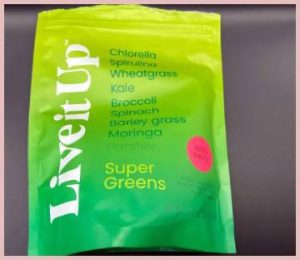 Live it Up
Chlorella
Spirulina
Wheatgrass
Kale
Broccoli
Spinach
Barley grass
Moringa
Parsley
Super
Greens